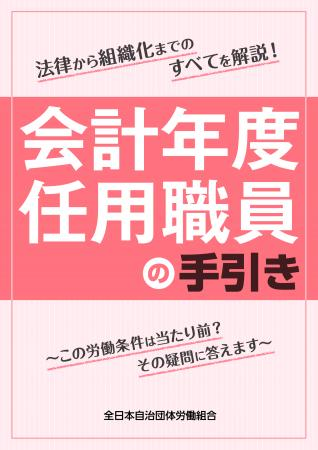 法律から組織化までの
すべてを解説！
会計年度
任用職員
の手引き
～この労働条件は当たり前？
その疑問に答えます～
全日本自治団体労働組合